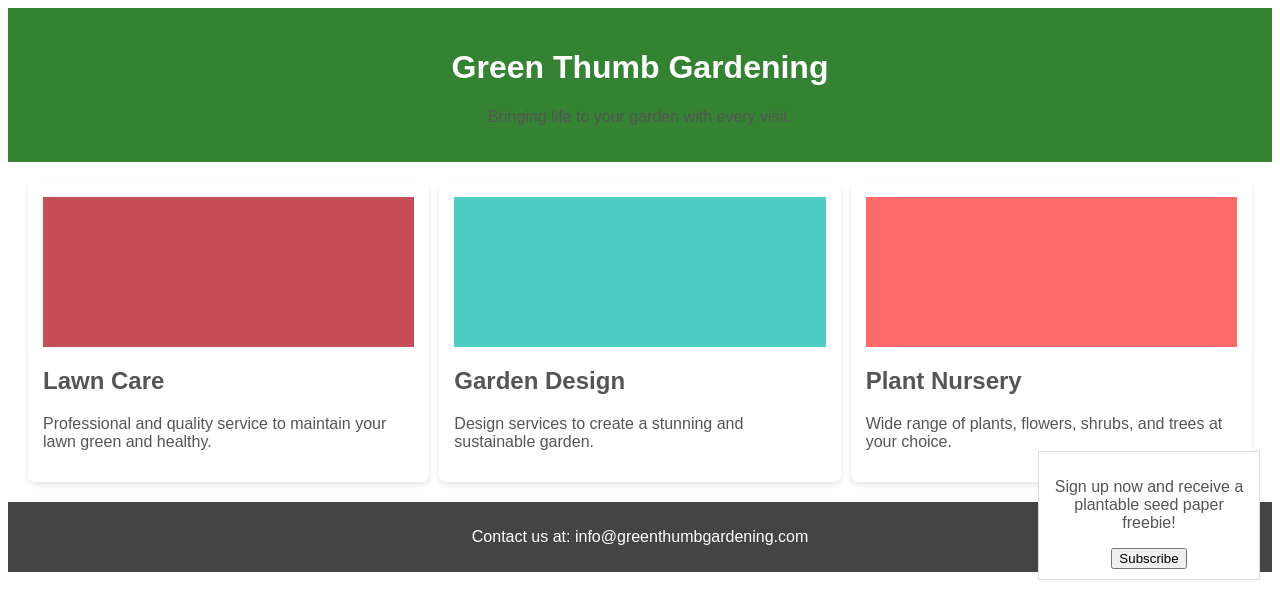 Green Thumb Gardening
Bringing life to your garden with every visit.
Lawn Care
Professional and quality service to maintain your
lawn green and healthy.
Garden Design
Design services to create a stunning and
sustainable garden.
Plant Nursery
Wide range of plants, flowers, shrubs, and trees at
your choice.
Sign up now and receive a
plantable seed paper
freebie!
Subscribe
Contact us at: info@greenthumbgardening.com